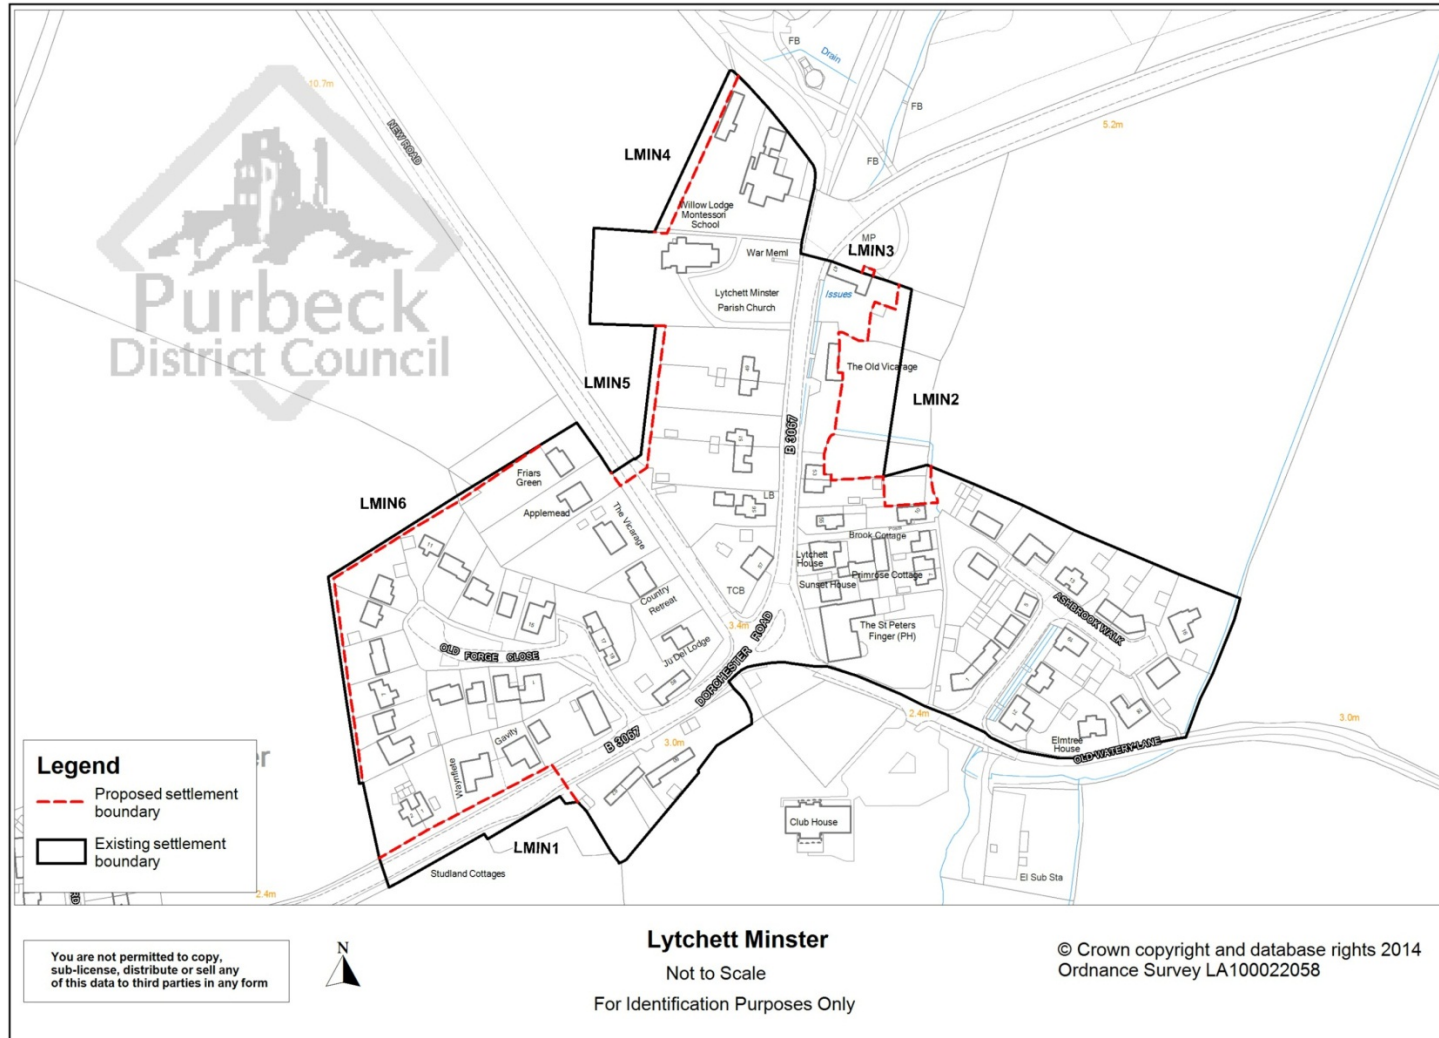 FB
Drain
10.7m
FB
5.2m
NEW ROAD
LMIN4
FB
Willow Lodge
Montessori
School
MP
War Meml
LMIN3
Issues
Lytchett Minster
Parish Church
Purbeck
District Council
The Old Vicarage
LMIN5
LMIN2
B 3067
Friars
Green
LMIN6
Applemead
The Vicarage
LB
Brook Cottage
Lytchett
House
Primrose Cottage
Sunset House
Country
Retreat
TCB
3.4m
The St Peters
Finger (PH)
ASHBROOK WALK
OLD FORGE CLOSE
Ju Del Lodge
DORCHESTER ROAD
2.4m
3.0m
Elmtree
House
OLD WATERY LANE
B 3067
3.0m
Gavity
Waynflete
Club House
LMIN1
Studland Cottages
El Sub Sta
2.4m
Legend
Proposed settlement
boundary
Existing settlement
boundary
You are not permitted to copy,
sub-license, distribute or sell any
of this data to third parties in any form
N
Lytchett Minster
Not to Scale
For Identification Purposes Only
© Crown copyright and database rights 2014
Ordnance Survey LA100022058